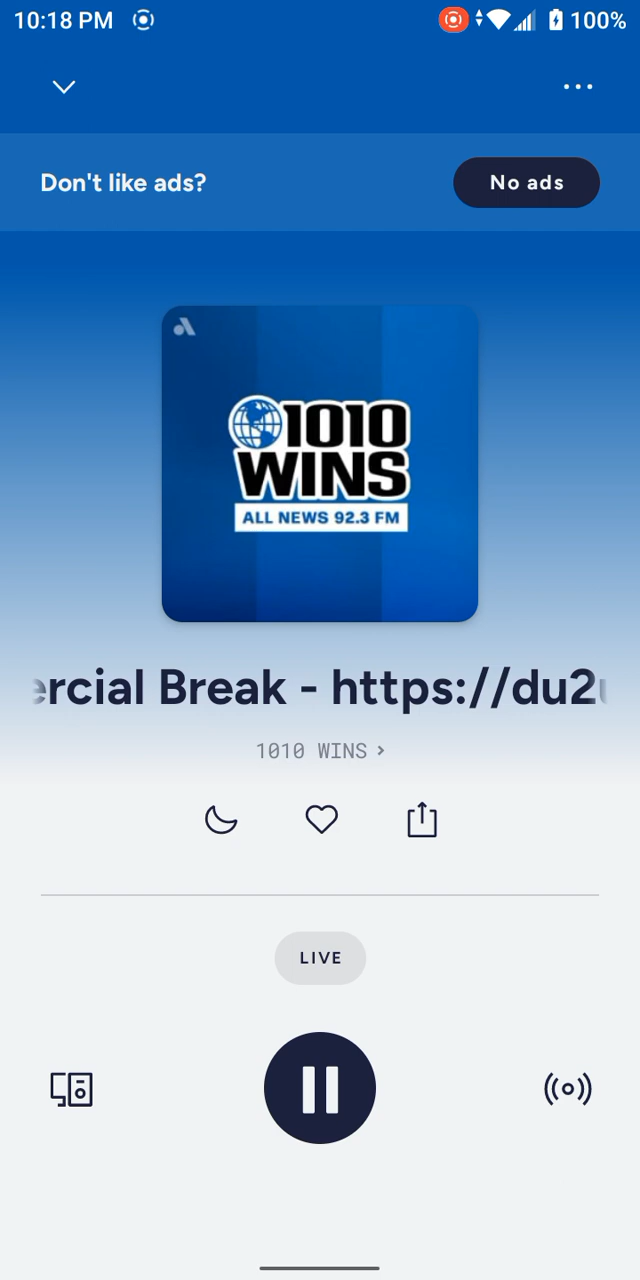 10:18 PM
100%
Don't like ads?
No ads
1010
WINS
ALL NEWS 92.3 FM
ercial Break - https://du2u
1010 WINS
LIVE